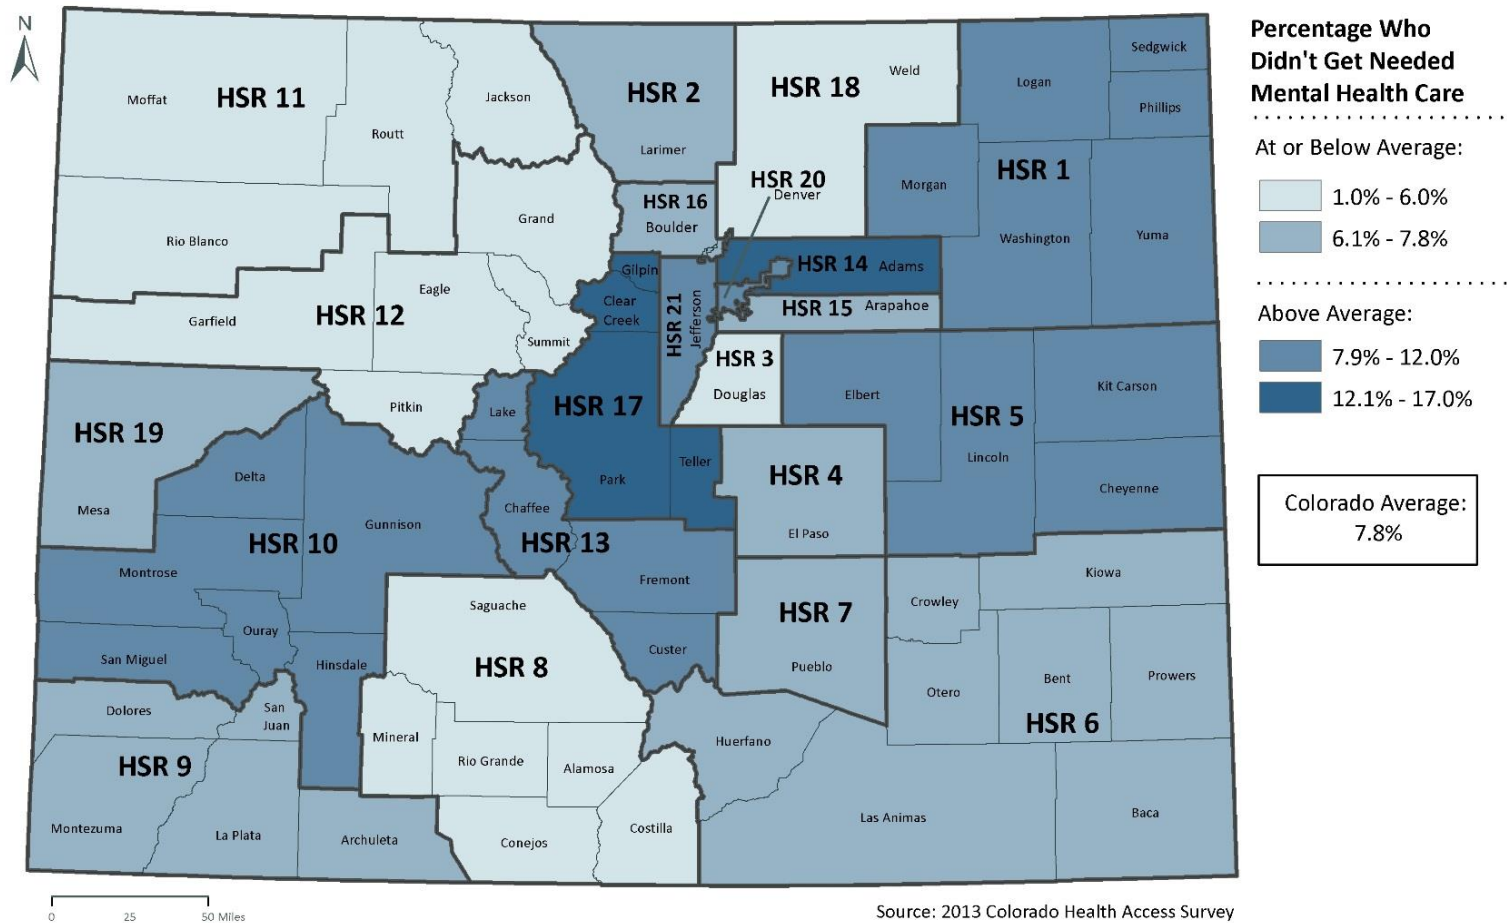 N
Moffat
HSR 11
Routt
Jackson
HSR 2
Larimer
HSR 18
Weld
Logan
Sedgwick
Phillips
HSR 1
Morgan
Washington
Yuma
Rio Blanco
Grand
HSR 16
Boulder
HSR 20
Denver
Garfield
HSR 12
Eagle
Summit
Gilpin
Clear
Creek
HSR 21
Jefferson
HSR 14
Adams
HSR 15
Arapahoe
HSR 3
Douglas
Elbert
HSR 5
Lincoln
Kit Carson
Cheyenne
Pitkin
Lake
HSR 17
Park
Teller
HSR 19
Mesa
Delta
Gunnison
HSR 10
Montrose
Ouray
San Miguel
Hinsdale
Chaffee
HSR 13
Fremont
Custer
HSR 4
El Paso
HSR 7
Pueblo
Crowley
Kiowa
Otero
Bent
Prowers
HSR 6
Saguache
HSR 8
Mineral
Rio Grande
Alamosa
Conejos
Costilla
Dolores
San
Juan
HSR 9
Montezuma
La Plata
Archuleta
Huerfano
Las Animas
Baca
0 25 50 Miles
Percentage Who
Didn't Get Needed
Mental Health Care
At or Below Average:
1.0% - 6.0%
6.1% - 7.8%
Above Average:
7.9% - 12.0%
12.1% - 17.0%
Colorado Average:
7.8%
Source: 2013 Colorado Health Access Survey